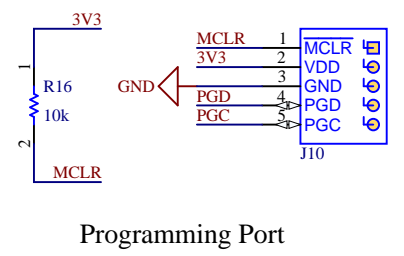 3V3
1
R16
10k
2
MCLR
MCLR 1 MCLR
3V3 2 VDD
GND 3 GND
PGD 4 PGD
PGC 5 PGC
J10
Programming Port